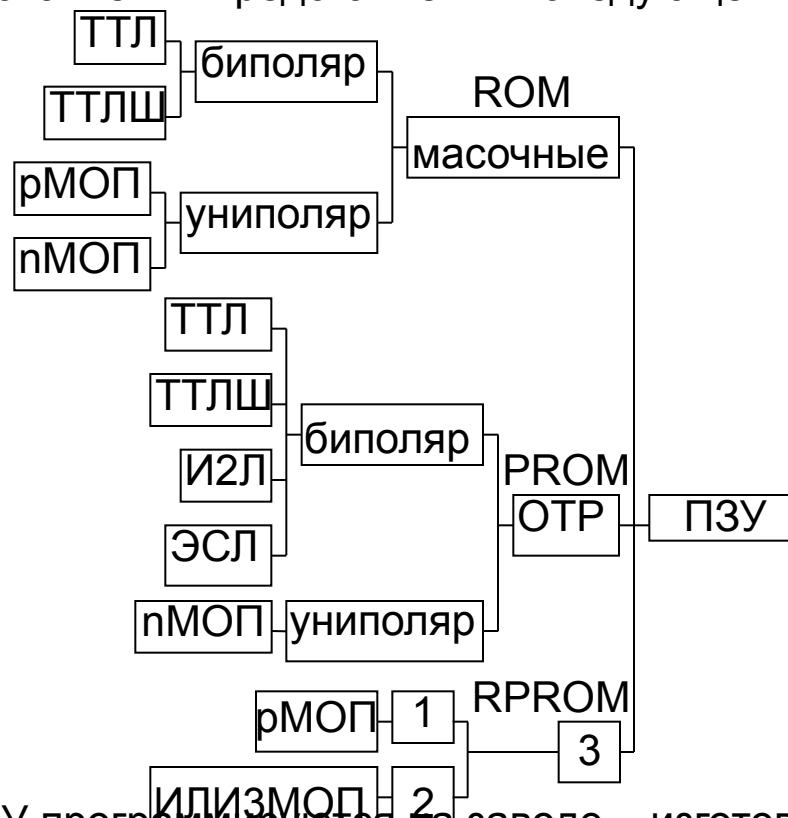 ТТЛ
биполяр
ROM
ТТЛШ
масочные
рМОП
униполяр
nМОП
ТТЛ
ТТЛШ
биполяр
И2Л
PROM
ОТР
ПЗУ
ЭСЛ
nМОП
униполяр
RPROM
рМОП
1
3
ИЛИЗМОП
2